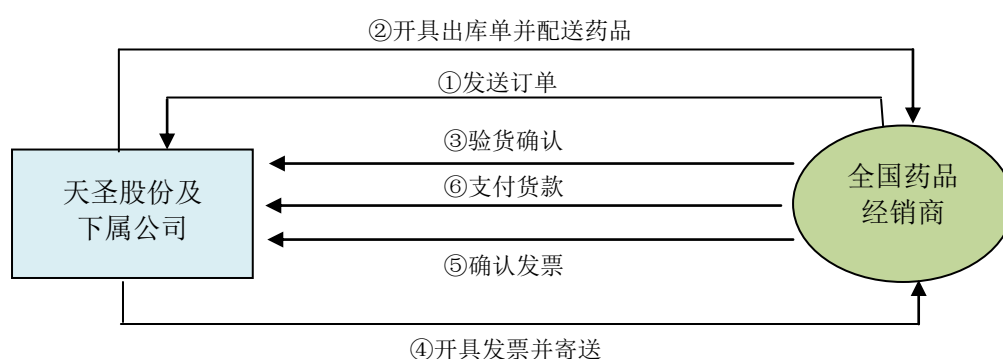 ②开具出库单并配送药品
①发送订单
③验货确认
天圣股份及
下属公司
⑥支付货款
全国药品
经销商
⑤确认发票
④开具发票并寄送